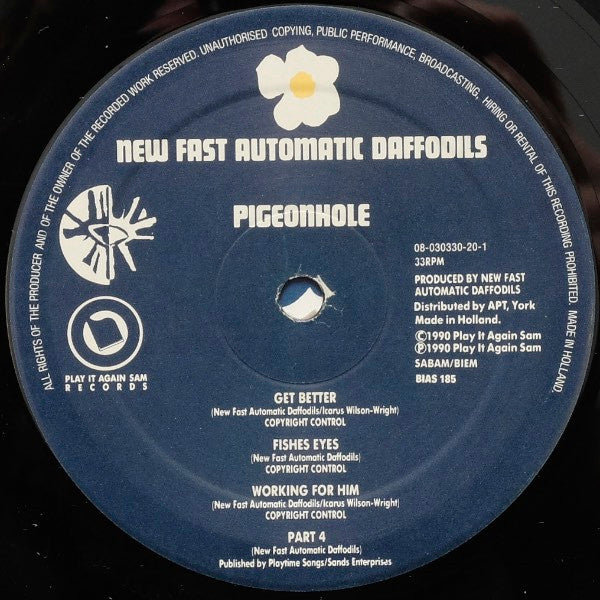 ALL RIGHTS OF THE PRODUCER AND OF THE OWNER OF THE RECORDED WORK RESERVED. UNAUTHORISED COPYING, PUBLIC PERFORMANCE, BROADCASTING, HIRING OR RENTAL OF THIS RECORDING PROHIBITED. MADE IN HOLLAND.
NEW FAST AUTOMATIC DAFFODILS
PIGEONHOLE
08-030330-20-1
33RPM
PRODUCED BY NEW FAST
AUTOMATIC DAFFODILS
Distributed by APT, York
Made in Holland.
©1990 Play It Again Sam
℗1990 Play It Again Sam
SABAM/BIEM
BIAS 185
PLAY IT AGAIN SAM
RECORDS
GET BETTER
(New Fast Automatic Daffodils/Icarus Wilson-Wright)
COPYRIGHT CONTROL
FISHES EYES
(New Fast Automatic Daffodils)
COPYRIGHT CONTROL
WORKING FOR HIM
(New Fast Automatic Daffodils/Icarus Wilson-Wright)
COPYRIGHT CONTROL
PART 4
(New Fast Automatic Daffodils)
Published by Playtime Songs/Sands Enterprises